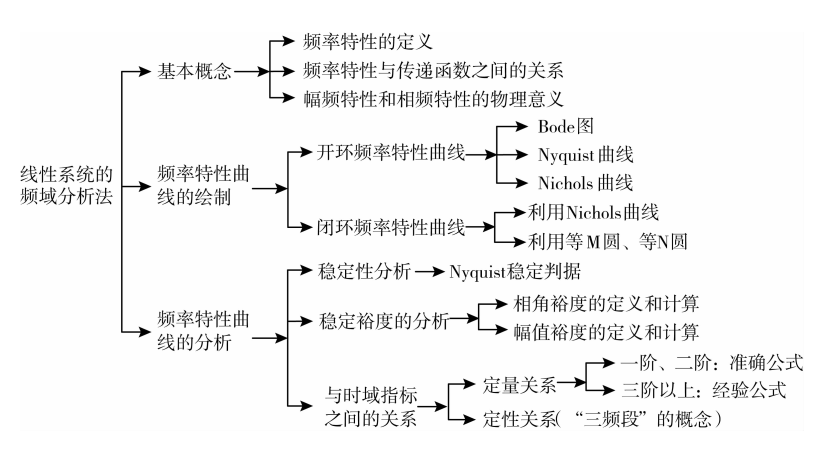 线性系统的
频域分析法
基本概念
频率特性的定义
频率特性与传递函数之间的关系
幅频特性和相频特性的物理意义
频率特性曲
线的绘制
开环频率特性曲线
Bode图
Nyquist曲线
Nichols曲线
闭环频率特性曲线
利用Nichols曲线
利用等M圆、等N圆
频率特性曲
线的分析
稳定性分析
Nyquist稳定判据
稳定裕度的分析
相角裕度的定义和计算
幅值裕度的定义和计算
与时域指标
之间的关系
定量关系
一阶、二阶：准确公式
三阶以上：经验公式
定性关系（“三频段”的概念）